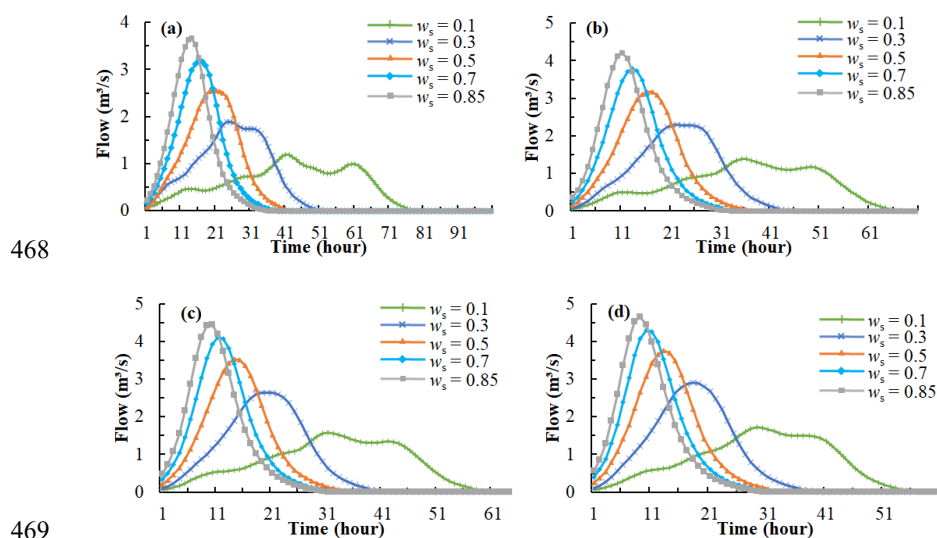 (a)
Flow (m³/s)
4
3
2
1
0
1 11 21 31 41 51 61 71 81 91
Time (hour)
ws = 0.1
ws = 0.3
ws = 0.5
ws = 0.7
ws = 0.85
(b)
Flow (m³/s)
5
4
3
2
1
0
1 11 21 31 41 51 61
Time (hour)
ws = 0.1
ws = 0.3
ws = 0.5
ws = 0.7
ws = 0.85
468
(c)
Flow (m³/s)
5
4
3
2
1
0
1 11 21 31 41 51 61
Time (hour)
ws = 0.1
ws = 0.3
ws = 0.5
ws = 0.7
ws = 0.85
(d)
Flow (m³/s)
5
4
3
2
1
0
1 11 21 31 41 51
Time (hour)
ws = 0.1
ws = 0.3
ws = 0.5
ws = 0.7
ws = 0.85
469